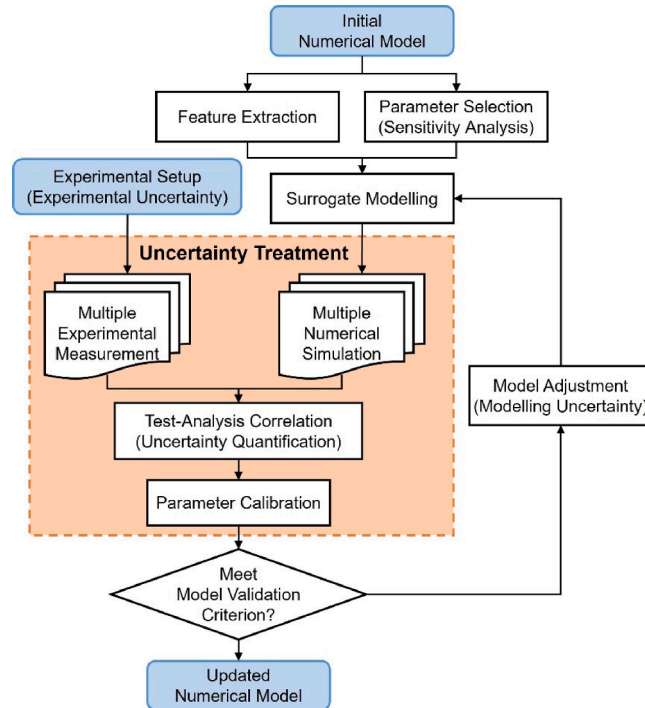 Initial
Numerical Model
Feature Extraction
Parameter Selection
(Sensitivity Analysis)
Experimental Setup
(Experimental Uncertainty)
Surrogate Modelling
Uncertainty Treatment
Multiple
Experimental
Measurement
Multiple
Numerical
Simulation
Model Adjustment
(Modelling Uncertainty)
Test-Analysis Correlation
(Uncertainty Quantification)
Parameter Calibration
Meet
Model Validation
Criterion?
Updated
Numerical Model